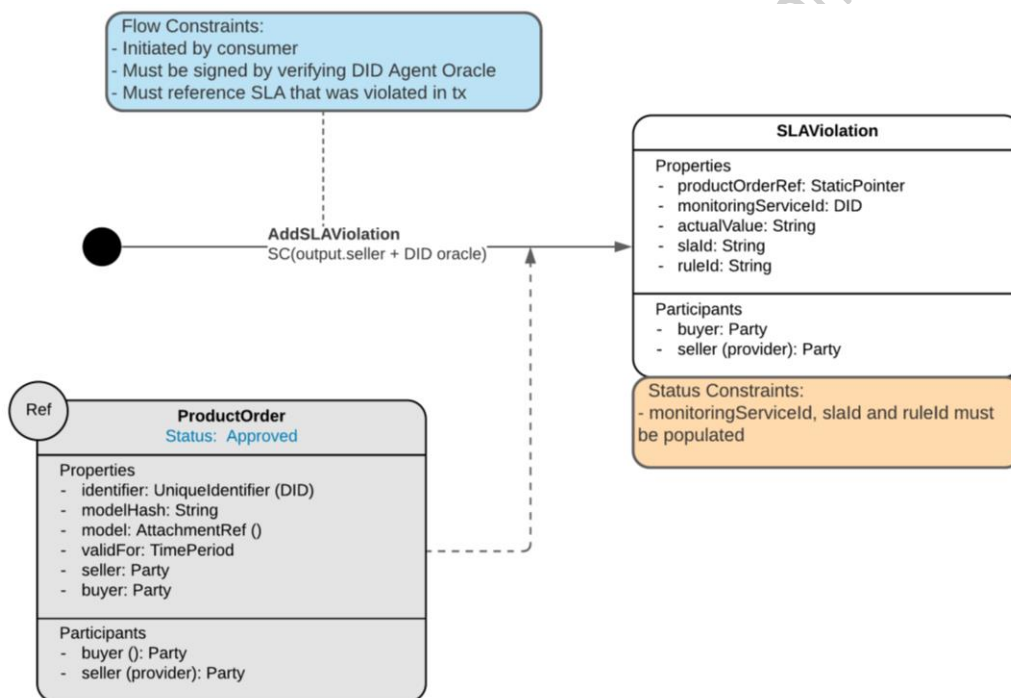 Flow Constraints:
- Initiated by consumer
- Must be signed by verifying DID Agent Oracle
- Must reference SLA that was violated in tx
SLAViolation
Properties
- productOrderRef: StaticPointer
- monitoringServiceId: DID
- actualValue: String
- slaId: String
- ruleId: String
Participants
- buyer: Party
- seller (provider): Party
Status Constraints:
- monitoringServiceId, slaId and ruleId must
be populated
AddSLAViolation
SC(output.seller + DID oracle)
Ref
ProductOrder
Status: Approved
Properties
- identifier: UniqueIdentifier (DID)
- modelHash: String
- model: AttachmentRef ()
- validFor: TimePeriod
- seller: Party
- buyer: Party
Participants
- buyer (): Party
- seller (provider): Party